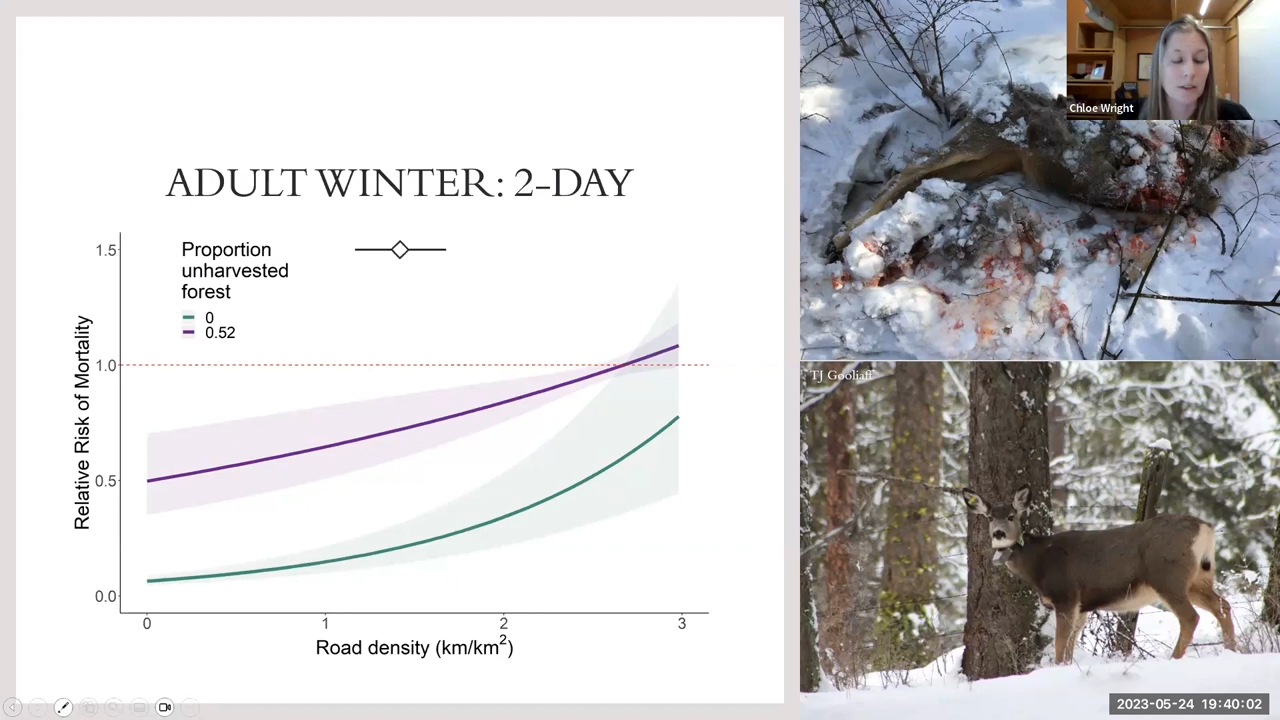 ADULT WINTER: 2-DAY
Proportion
unharvested
forest
0
0.52
Relative Risk of Mortality
1.5
1.0
0.5
0.0
0
1
2
3
Road density (km/km²)
Chloe Wright
TJ Gooliaff
2023-05-24 19:40:02